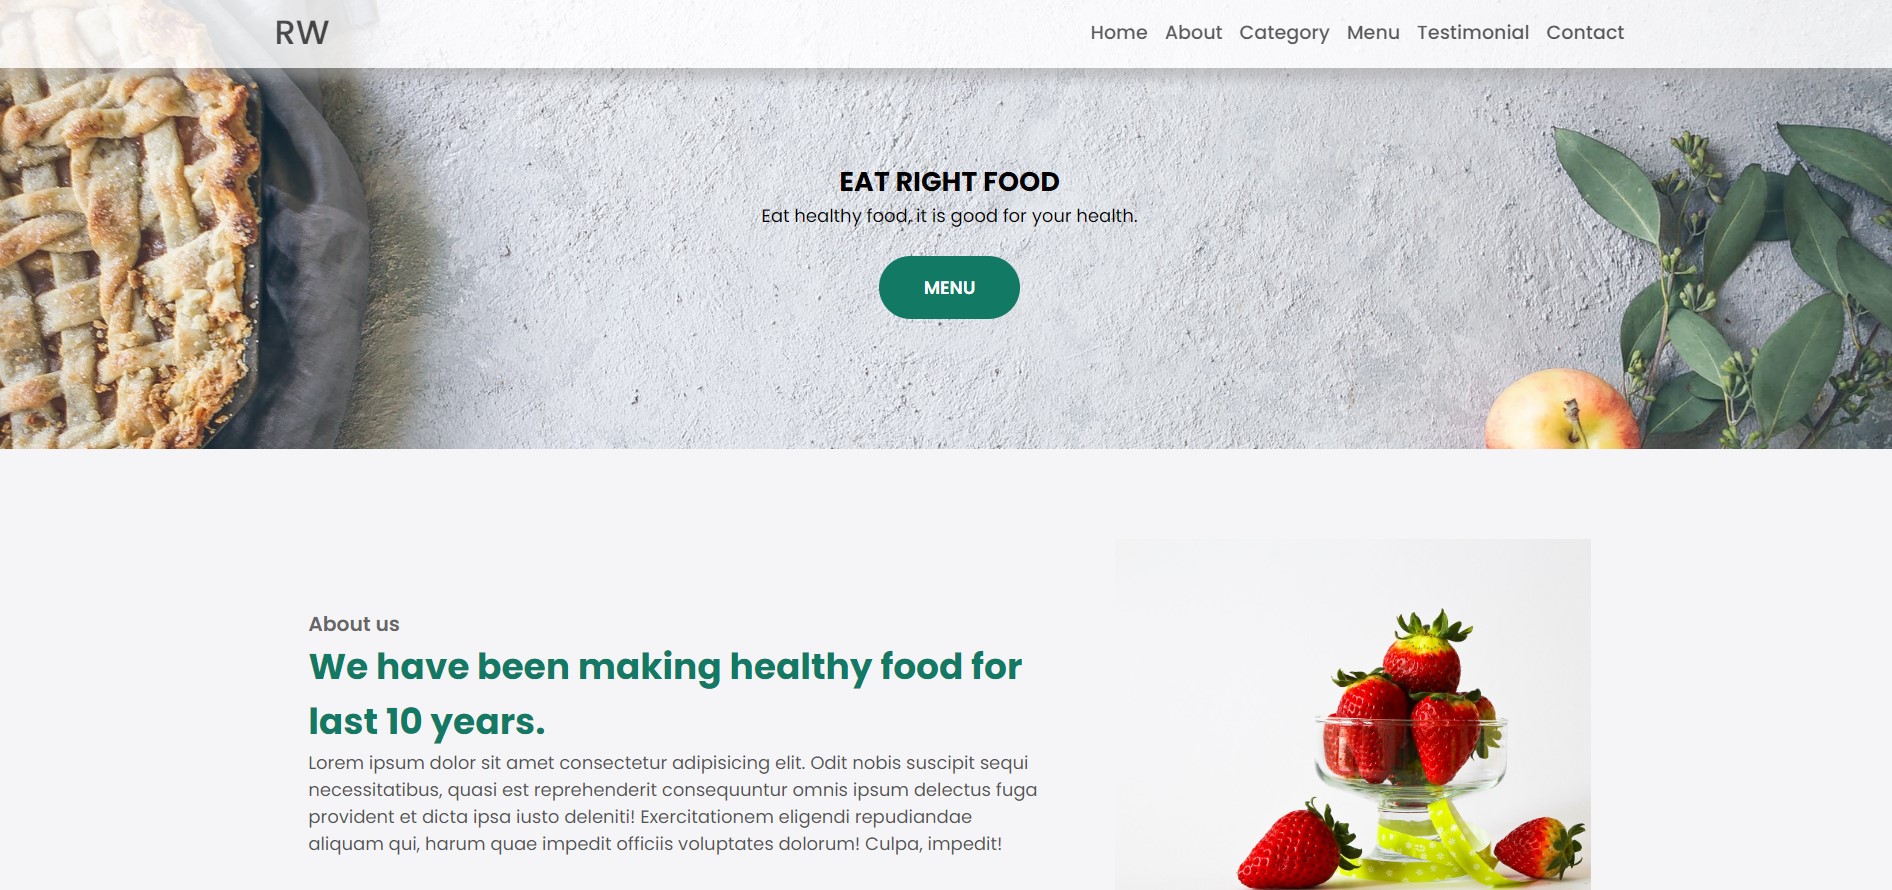 RW
Home About Category Menu Testimonial Contact
EAT RIGHT FOOD
Eat healthy food, it is good for your health.
MENU
About us
We have been making healthy food for
last 10 years.
Lorem ipsum dolor sit amet consectetur adipisicing elit. Odit nobis suscipit sequi
necessitatibus, quasi est reprehenderit consequuntur omnis ipsum delectus fuga
provident et dicta ipsa iusto deleniti! Exercitationem eligendi repudiandae
aliquam qui, harum quae impedit officiis voluptates dolorum! Culpa, impedit!